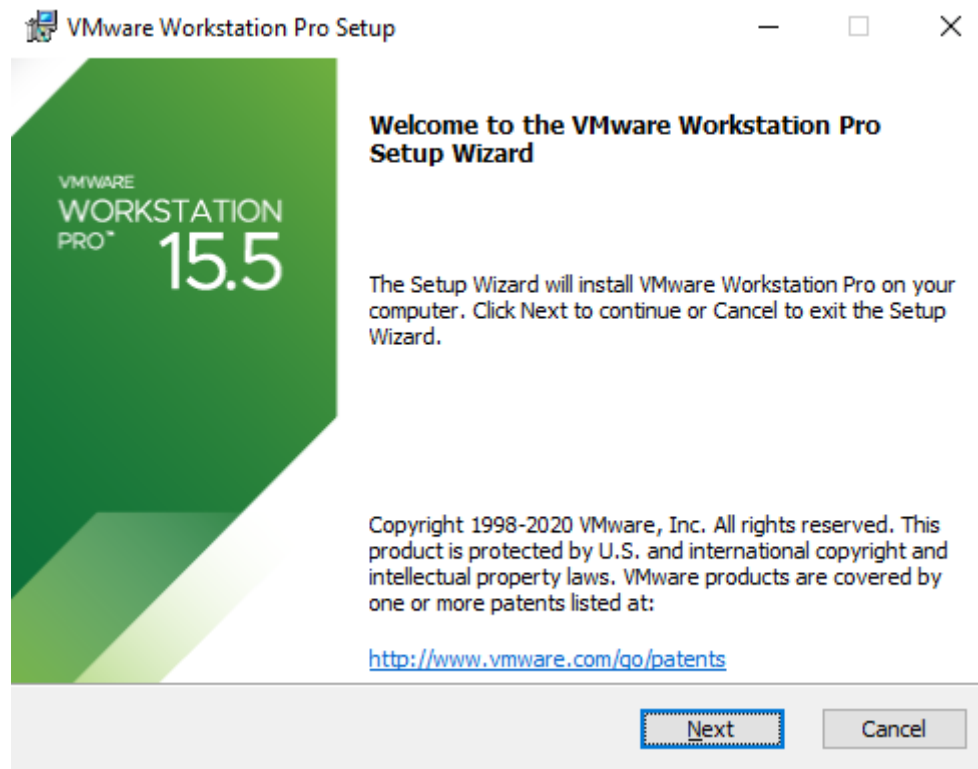 VMware Workstation Pro Setup
VMWARE
WORKSTATION
PRO™ 15.5
Welcome to the VMware Workstation Pro
Setup Wizard
The Setup Wizard will install VMware Workstation Pro on your
computer. Click Next to continue or Cancel to exit the Setup
Wizard.
Copyright 1998-2020 VMware, Inc. All rights reserved. This
product is protected by U.S. and international copyright and
intellectual property laws. VMware products are covered by
one or more patents listed at:
http://www.vmware.com/go/patents
Next
Cancel